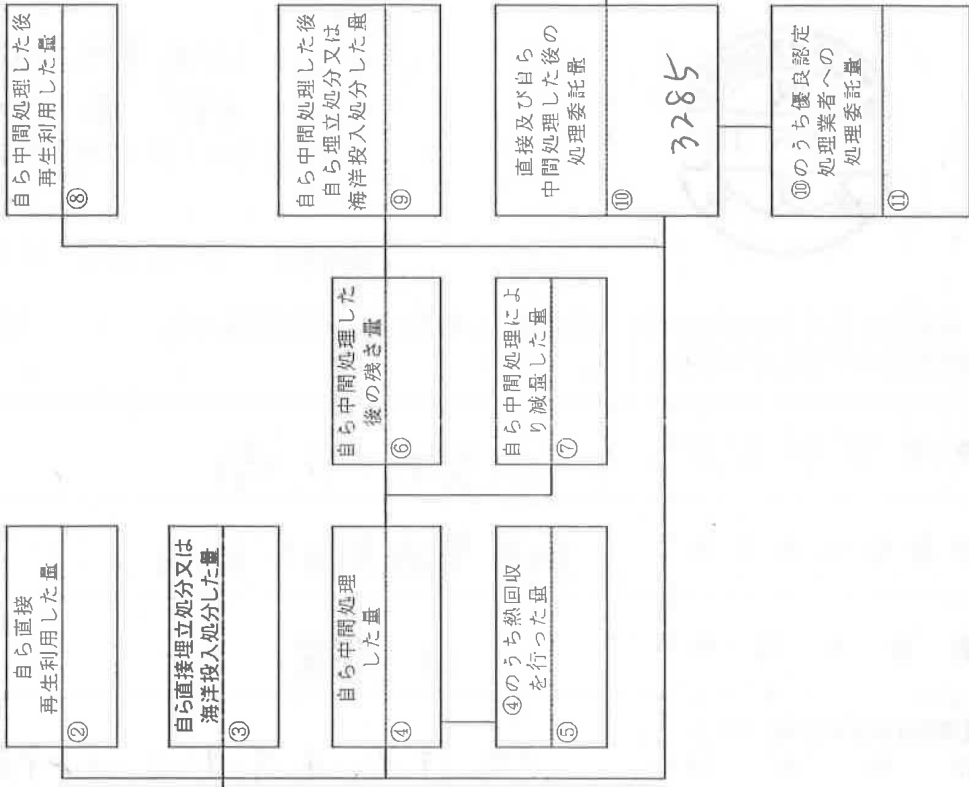 自ら直接
再生利用した量
②
自ら直接埋立処分又は
海洋投入処分した量
③
自ら中間処理
した量
④
④のうち熱回収
を行った量
⑤
自ら中間処理した
後の残さ量
⑥
自ら中間処理によ
り減量した量
⑦
自ら中間処理した後
再生利用した量
⑧
自ら中間処理した後
自ら埋立処分又は
海洋投入処分した量
⑨
直接及び自ら
中間処理した後の
処理委託量
⑩
3285
⑩のうち優良認定
処理業者への
処理委託量
⑪